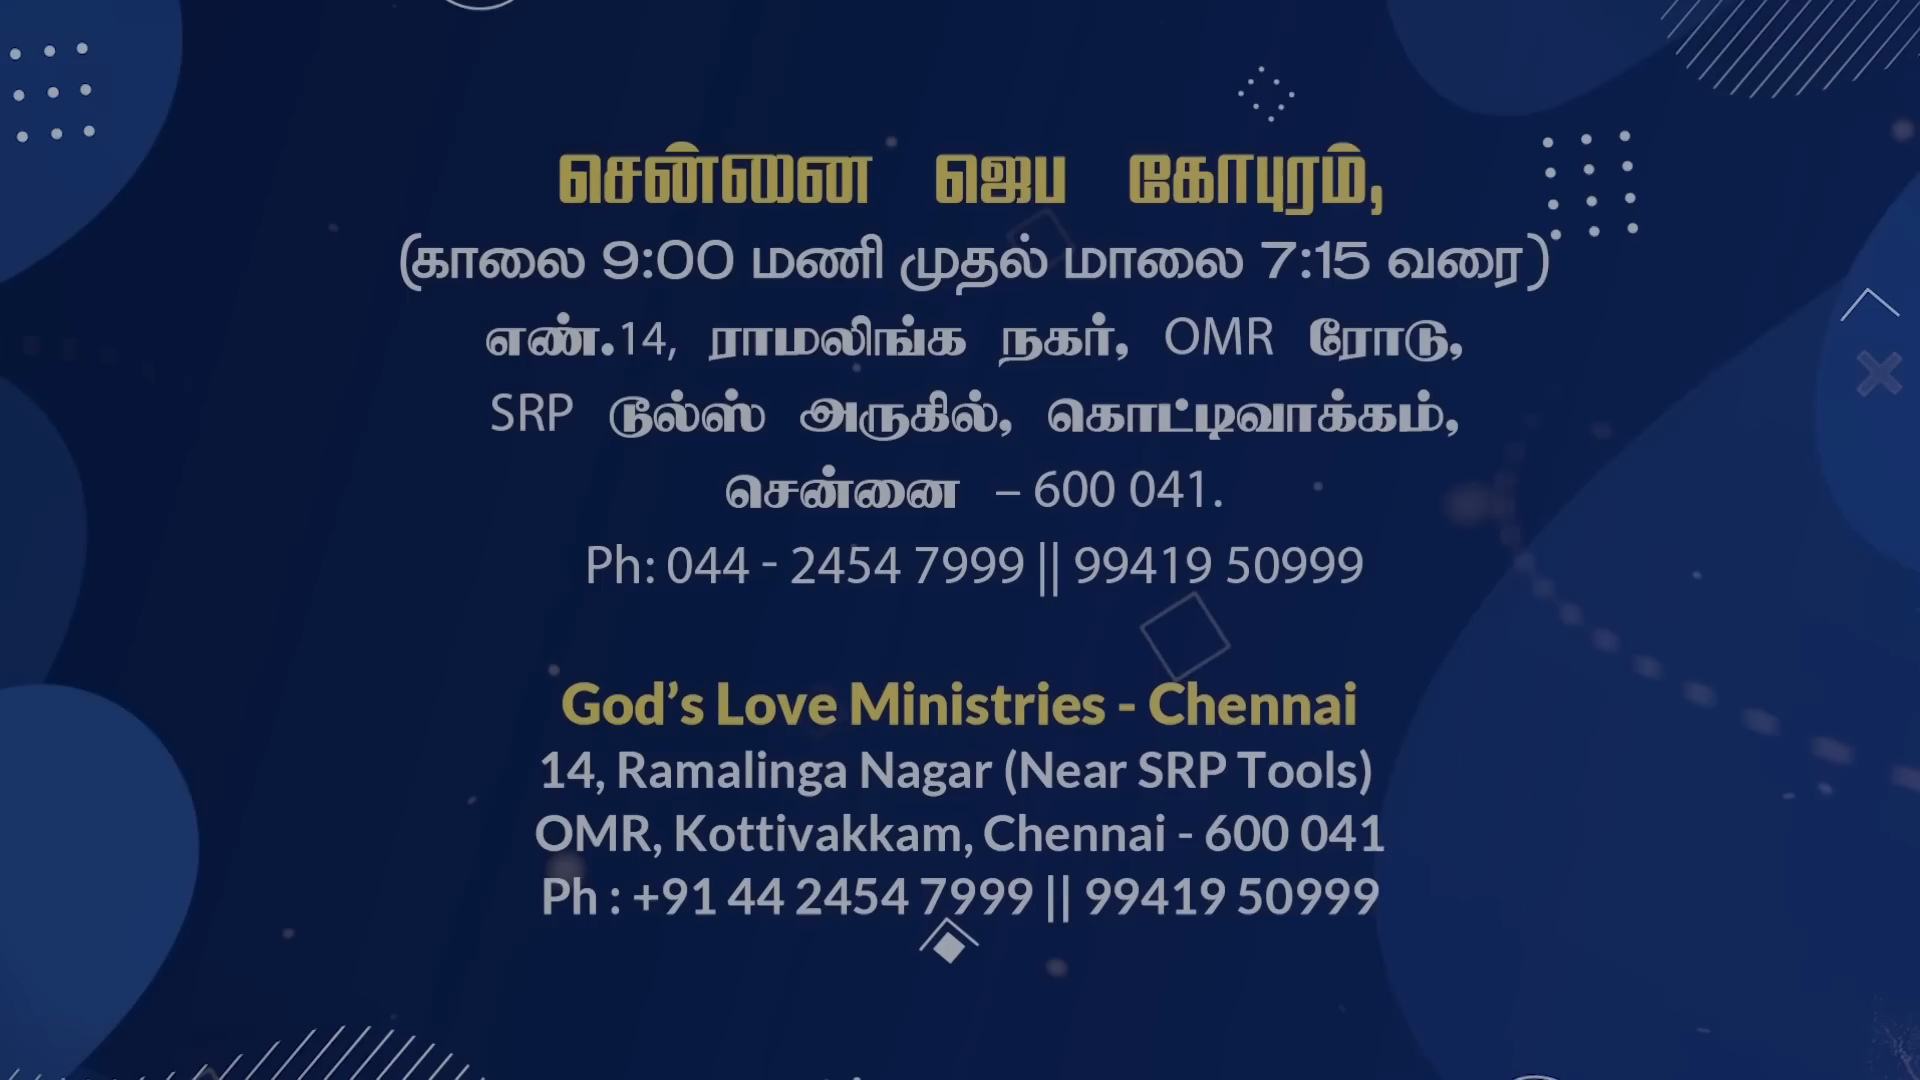 சென்னை ஜெப கோபுரம்,
(காலை 9:00 மணி முதல் மாலை 7:15 வரை)
எண்.14, ராமலிங்க நகர், OMR ரோடு,
SRP டூல்ஸ் அருகில், கொட்டிவாக்கம்,
சென்னை – 600 041.
Ph: 044 - 2454 7999 || 99419 50999
God’s Love Ministries - Chennai
14, Ramalinga Nagar (Near SRP Tools)
OMR, Kottivakkam, Chennai - 600 041
Ph : +91 44 2454 7999 || 99419 50999